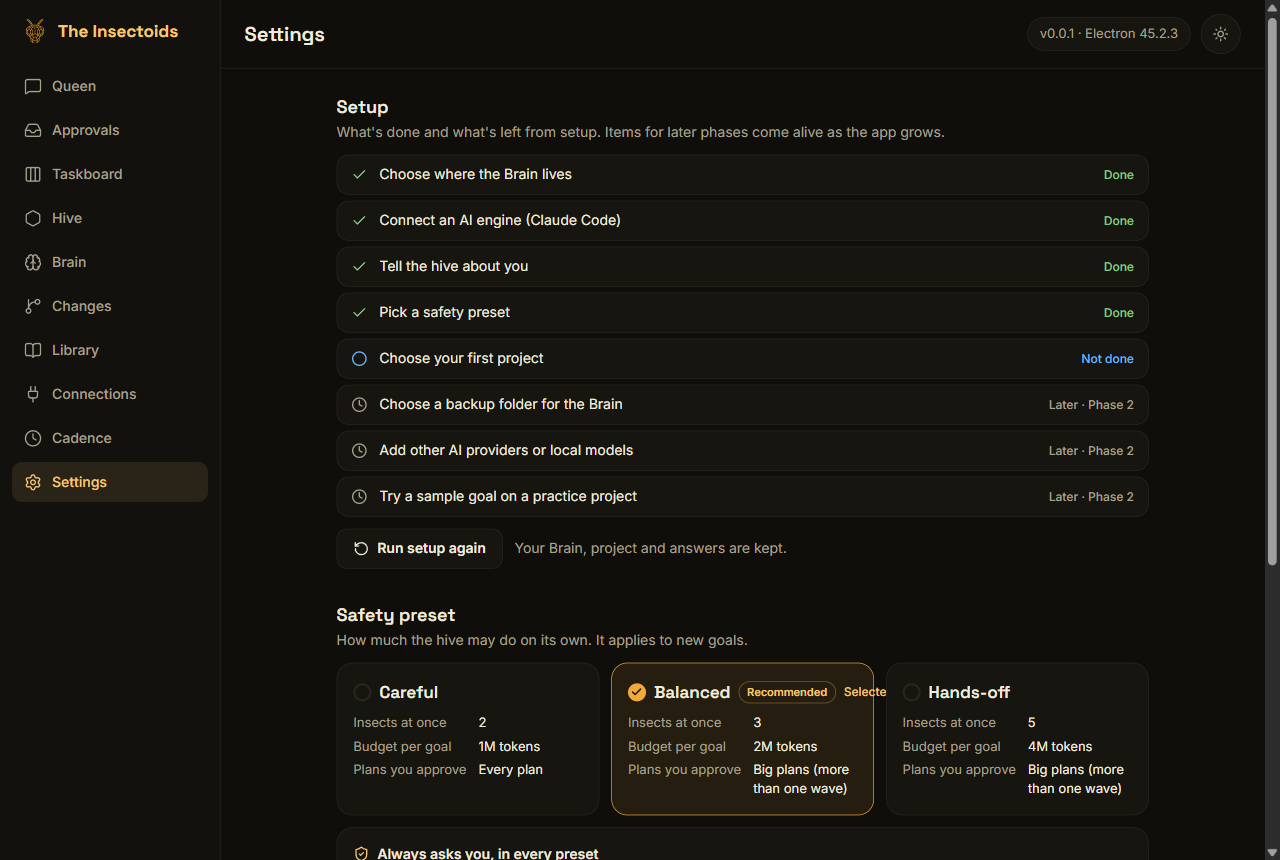 The Insectoids
Settings
v0.0.1 · Electron 45.2.3
Queen
Approvals
Taskboard
Hive
Brain
Changes
Library
Connections
Cadence
Settings
Setup
What's done and what's left from setup. Items for later phases come alive as the app grows.
Choose where the Brain lives Done
Connect an AI engine (Claude Code) Done
Tell the hive about you Done
Pick a safety preset Done
Choose your first project Not done
Choose a backup folder for the Brain Later · Phase 2
Add other AI providers or local models Later · Phase 2
Try a sample goal on a practice project Later · Phase 2
Run setup again Your Brain, project and answers are kept.
Safety preset
How much the hive may do on its own. It applies to new goals.
Careful
Insects at once 2
Budget per goal 1M tokens
Plans you approve Every plan
Balanced Recommended Selecte
Insects at once 3
Budget per goal 2M tokens
Plans you approve Big plans (more
than one wave)
Hands-off
Insects at once 5
Budget per goal 4M tokens
Plans you approve Big plans (more
than one wave)
Always asks you, in every preset